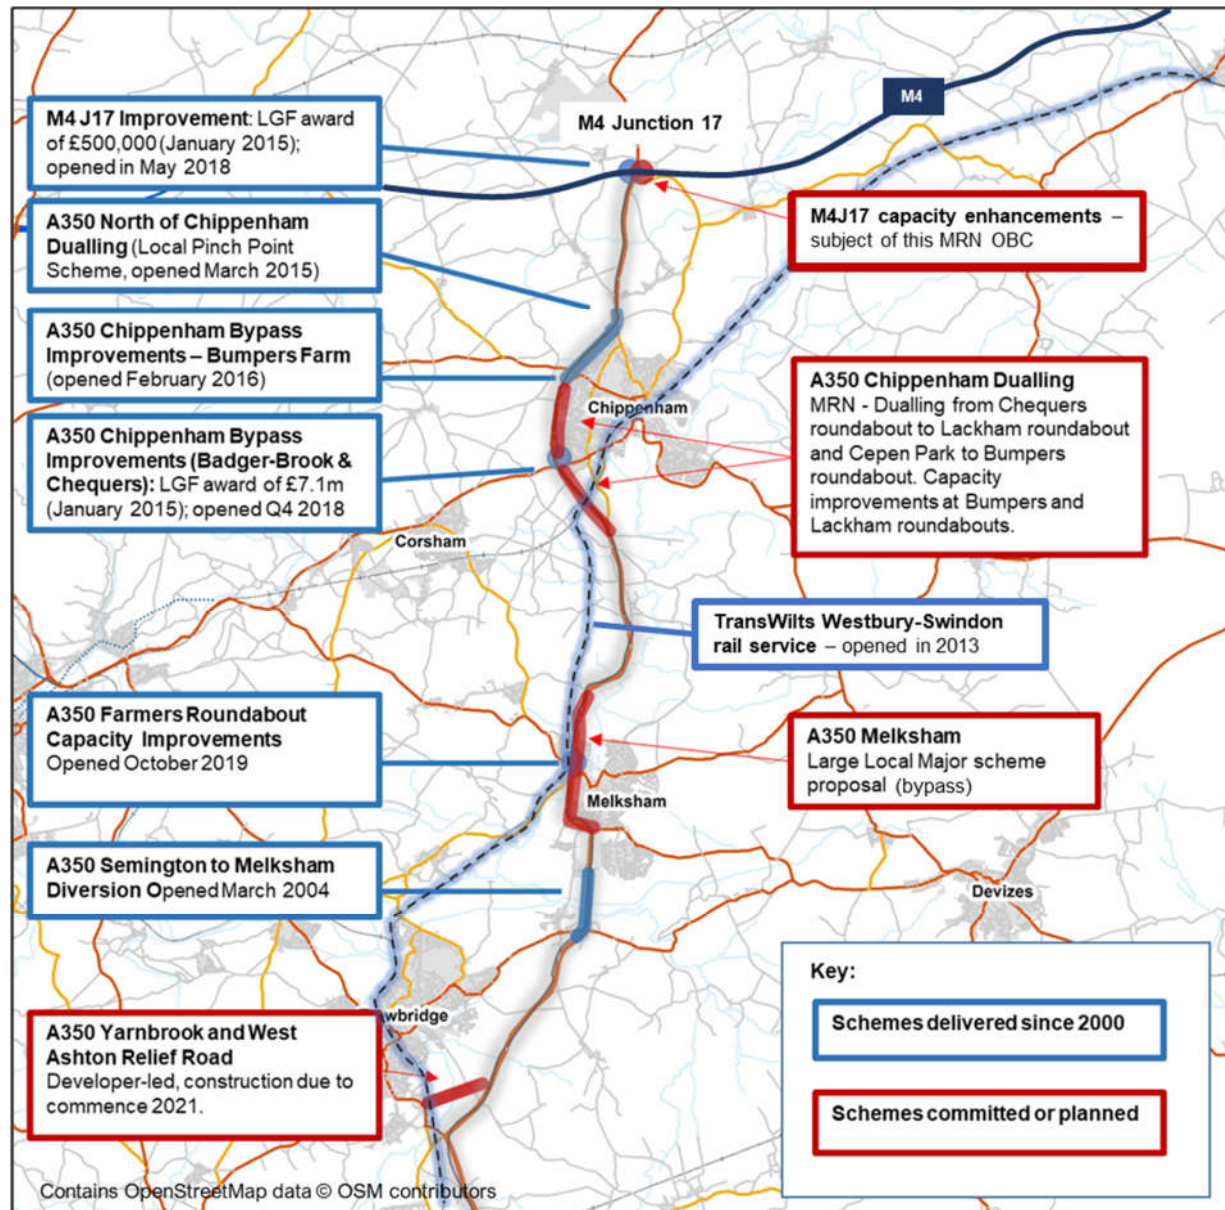 M4
M4 Junction 17
M4 J17 Improvement: LGF award
of £500,000 (January 2015);
opened in May 2018
A350 North of Chippenham
Dualling (Local Pinch Point
Scheme, opened March 2015)
A350 Chippenham Bypass
Improvements – Bumpers Farm
(opened February 2016)
A350 Chippenham Bypass
Improvements (Badger-Brook &
Chequers): LGF award of £7.1m
(January 2015); opened Q4 2018
M4J17 capacity enhancements –
subject of this MRN OBC
A350 Chippenham Dualling
MRN - Dualling from Chequers
roundabout to Lackham roundabout
and Cepen Park to Bumpers
roundabout. Capacity
improvements at Bumpers and
Lackham roundabouts.
Chippenham
Corsham
TransWilts Westbury-Swindon
rail service – opened in 2013
A350 Farmers Roundabout
Capacity Improvements
Opened October 2019
A350 Melksham
Large Local Major scheme
proposal (bypass)
Melksham
A350 Semington to Melksham
Diversion Opened March 2004
Devizes
wbridge
A350 Yarnbrook and West
Ashton Relief Road
Developer-led, construction due to
commence 2021.
Key:
Schemes delivered since 2000
Schemes committed or planned
Contains OpenStreetMap data © OSM contributors